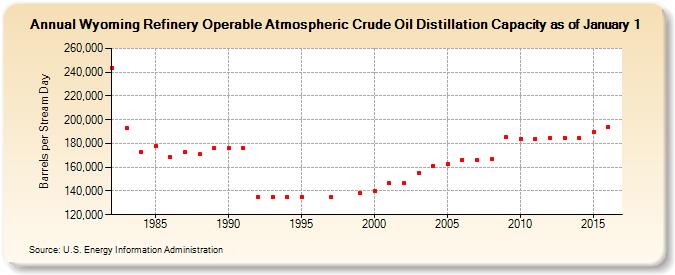 Annual Wyoming Refinery Operable Atmospheric Crude Oil Distillation Capacity as of January 1
Barrels per Stream Day
260,000
240,000
220,000
200,000
180,000
160,000
140,000
120,000
1985 1990 1995 2000 2005 2010 2015
Source: U.S. Energy Information Administration